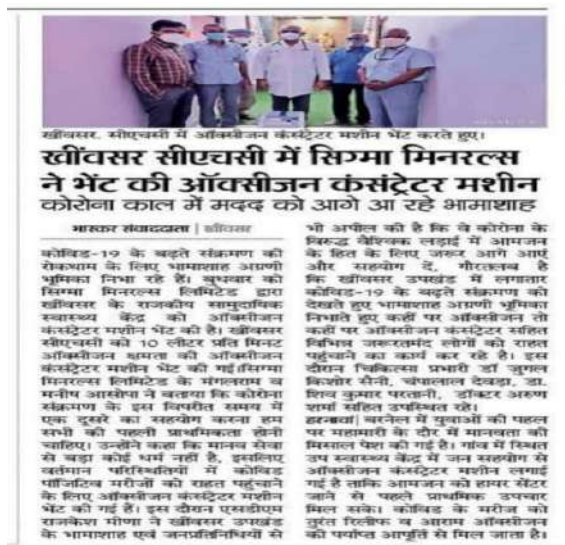 खींवसर. सीएचसी में ऑक्सीजन कंसट्रेटर मशीन भेंट करते हुए।
खींवसर सीएचसी में सिग्मा मिनरल्स
ने भेंट की ऑक्सीजन कंसंट्रेटर मशीन
कोरोना काल में मदद को आगे आ रहे भामाशाह
भास्कर संवाददाता | खींवसर
कोविड-19 के बढ़ते संक्रमण की
रोकथाम के लिए भामाशाह अग्रणी
भूमिका निभा रहे हैं। बुधवार को
सिग्मा मिनरल्स लिमिटेड द्वारा
खींवसर के राजकीय सामुदायिक
स्वास्थ्य केंद्र को ऑक्सीजन
कंसट्रेटर मशीन भेंट की है। खींवसर
सीएचसी को 10 लीटर प्रति मिनट
ऑक्सीजन क्षमता की ऑक्सीजन
कंसट्रेटर मशीन भेंट की गई।सिग्मा
मिनरल्स लिमिटेड के मंगलराम व
मनीष आसोपा ने बताया कि कोरोना
संक्रमण के इस विपरीत समय में
एक दूसरे का सहयोग करना हम
सभी की पहली प्राथमिकता होनी
चाहिए। उन्होंने कहा कि मानव सेवा
से बड़ा कोई धर्म नहीं है, इसलिए
वर्तमान परिस्थितियों में कोविड
पॉजिटिव मरीजों को राहत पहुंचाने
के लिए ऑक्सीजन कंसट्रेटर मशीन
भेंट की गई हैं। इस दौरान एसडीएम
राजकेश मीणा ने खींवसर उपखंड
के भामाशाह एवं जनप्रतिनिधियों से
भी अपील की है कि वे कोरोना के
विरुद्ध वैश्विक लड़ाई में आमजन
के हित के लिए जरूर आगे आएं
और सहयोग दें, गौरतलब है
कि खींवसर उपखंड में लगातार
कोविड-19 के बढ़ते संक्रमण को
देखते हुए भामाशाह अग्रणी भूमिका
निभाते हुए कहीं पर ऑक्सीजन तो
कहीं पर ऑक्सीजन कंसट्रेटर सहित
विभिन्न जरूरतमंद लोगों को राहत
पहुंचाने का कार्य कर रहे है। इस
दौरान चिकित्सा प्रभारी डॉ जुगल
किशोर सैनी, चंपालाल देवड़ा, डा.
शिव कुमार परतानी, डॉक्टर अरुण
शर्मा सहित उपस्थित रहे।
हरनावां| बरनेल में युवाओं की पहल
पर महामारी के दौर में मानवता की
मिसाल पेश की गई है। गांव में स्थित
उप स्वास्थ्य केंद्र में जन सहयोग से
ऑक्सीजन कंसट्रेटर मशीन लगाई
गई है ताकि आमजन को हायर सेंटर
जाने से पहले प्राथमिक उपचार
मिल सके। कोविड के मरीज को
तुरंत रिलीफ व आराम ऑक्सीजन
की पर्याप्त आपूर्ति से मिल जाता है।